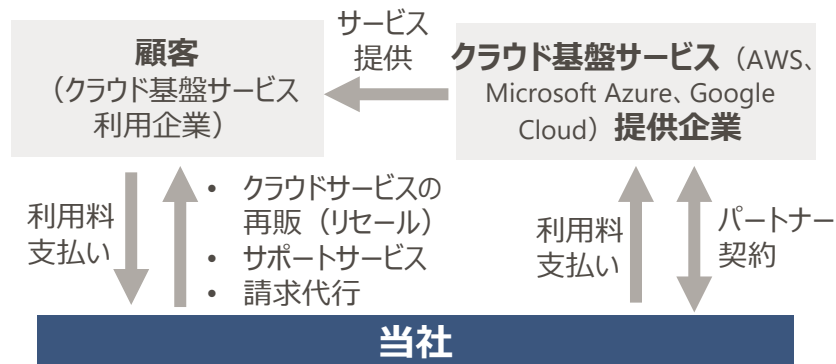 顧客
（クラウド基盤サービス
利用企業）
サービス
提供
クラウド基盤サービス（AWS、
Microsoft Azure、Google
Cloud）提供企業
利用料
支払い
• クラウドサービスの
再販（リセール）
• サポートサービス
• 請求代行
利用料
支払い
パートナー
契約
当社